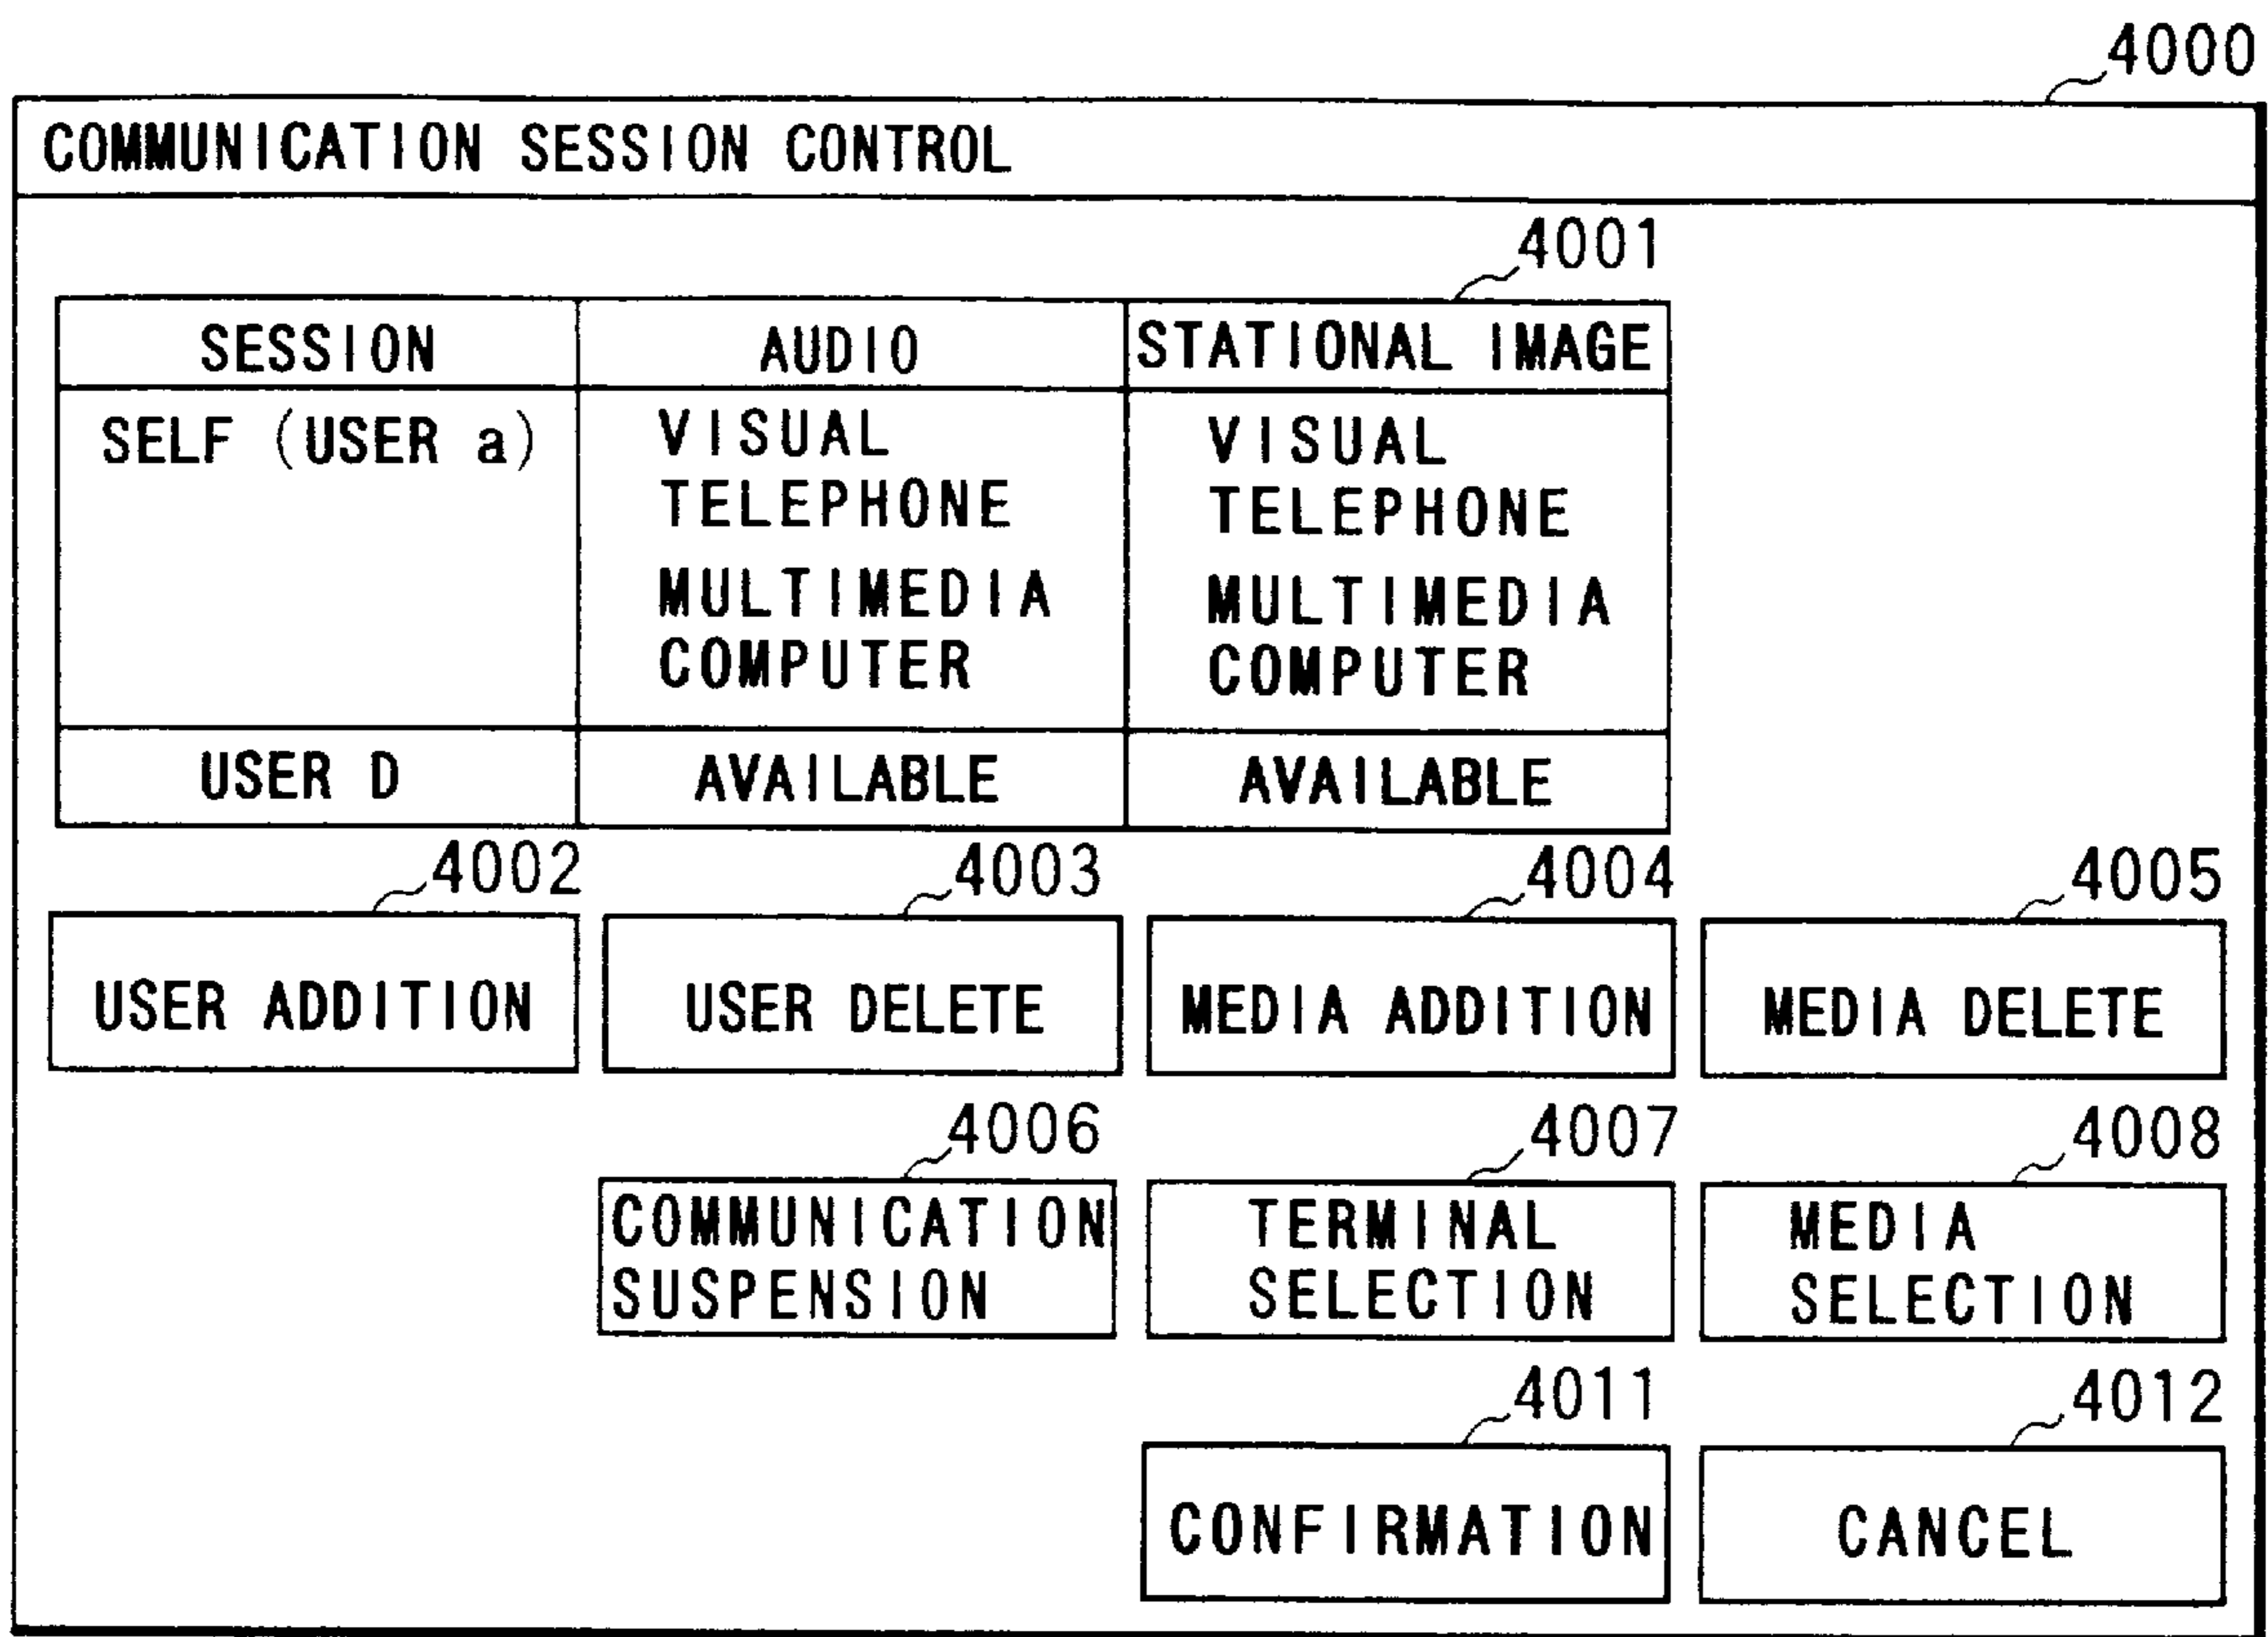 4000
COMMUNICATION SESSION CONTROL
4001
SESSION AUDIO STATIONAL IMAGE
SELF (USER a) VISUAL VISUAL
TELEPHONE TELEPHONE
MULTIMEDIA MULTIMEDIA
COMPUTER COMPUTER
USER D AVAILABLE AVAILABLE
4002 4003 4004 4005
USER ADDITION USER DELETE MEDIA ADDITION MEDIA DELETE
4006 4007 4008
COMMUNICATION TERMINAL MEDIA
SUSPENSION SELECTION SELECTION
4011 4012
CONFIRMATION CANCEL